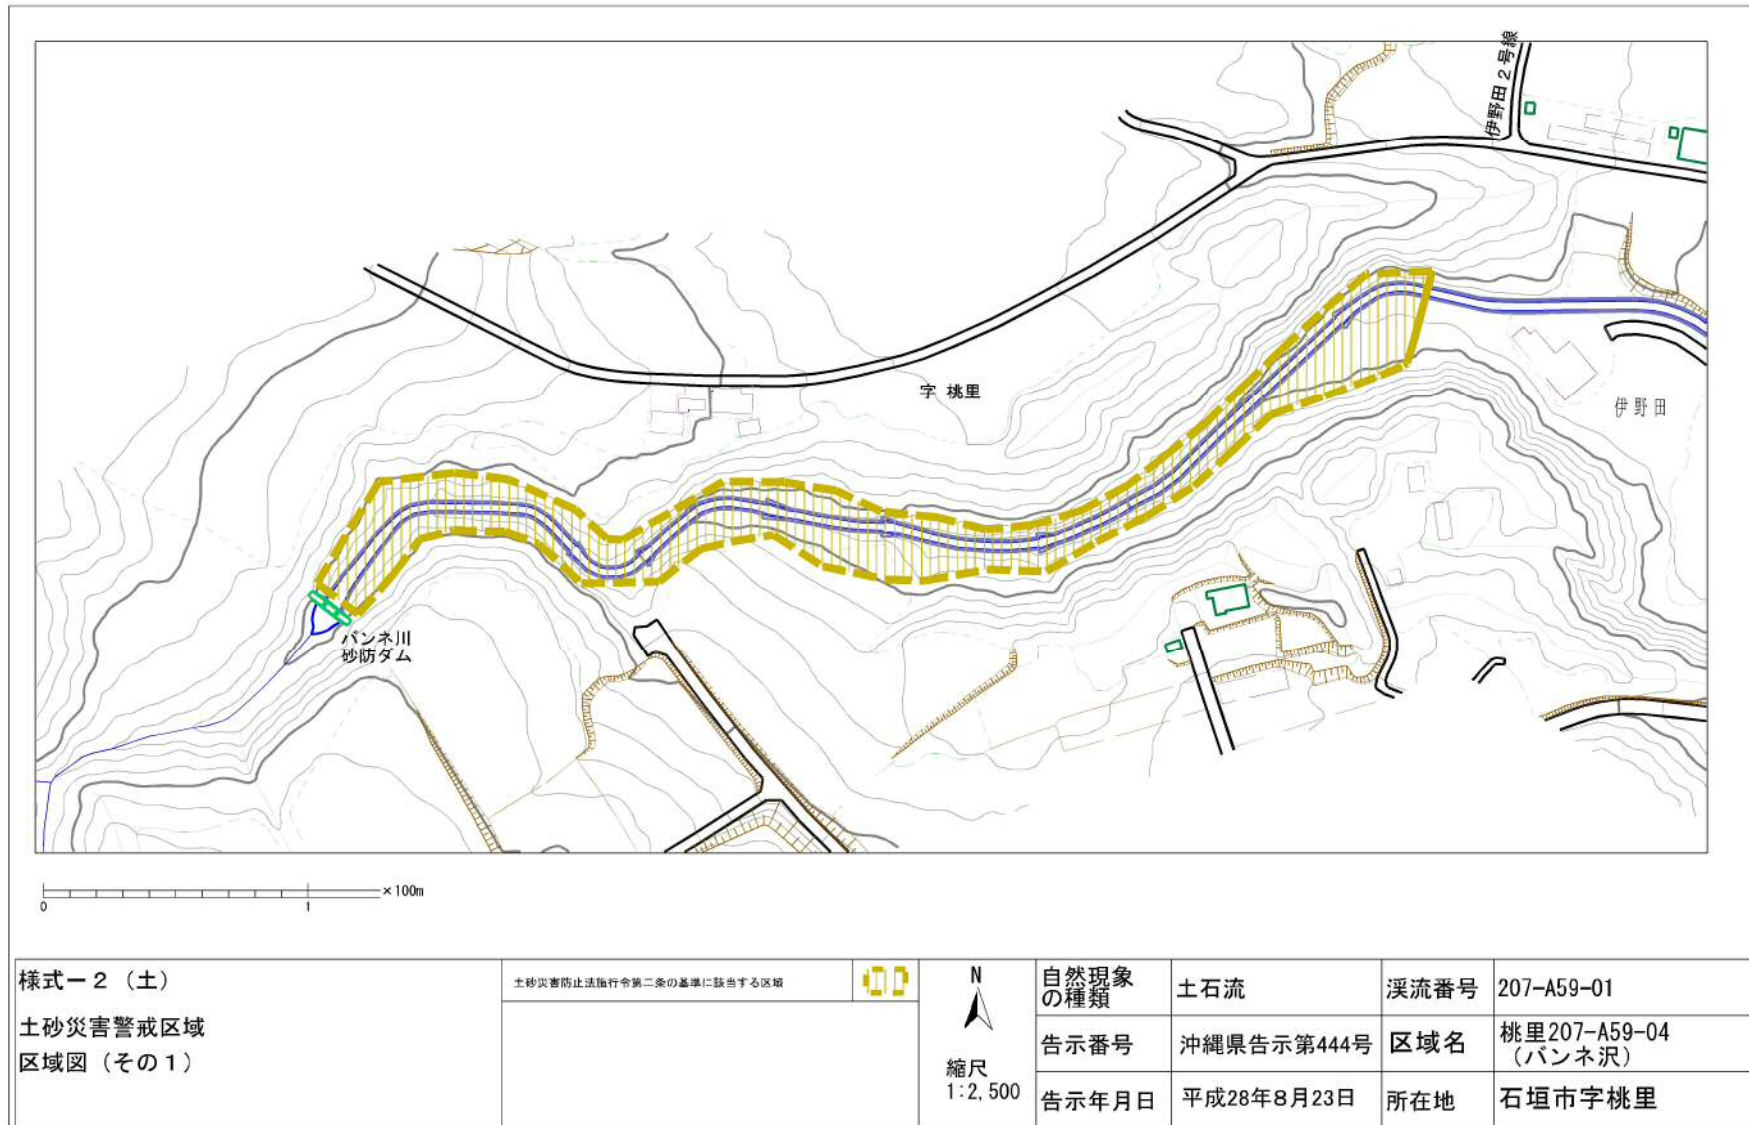 伊野田２号線
字 桃里
伊野田
バンネ川
砂防ダム
×100m
0
1
様式ー２（土）
土砂災害警戒区域
区域図（その１）
土砂災害防止法施行令第二条の基準に該当する区域
N
縮尺
1:2,500
自然現象
の種類
土石流
渓流番号
207-A59-01
告示番号
沖縄県告示第444号
区域名
桃里207-A59-04
（バンネ沢）
告示年月日
平成28年8月23日
所在地
石垣市字桃里